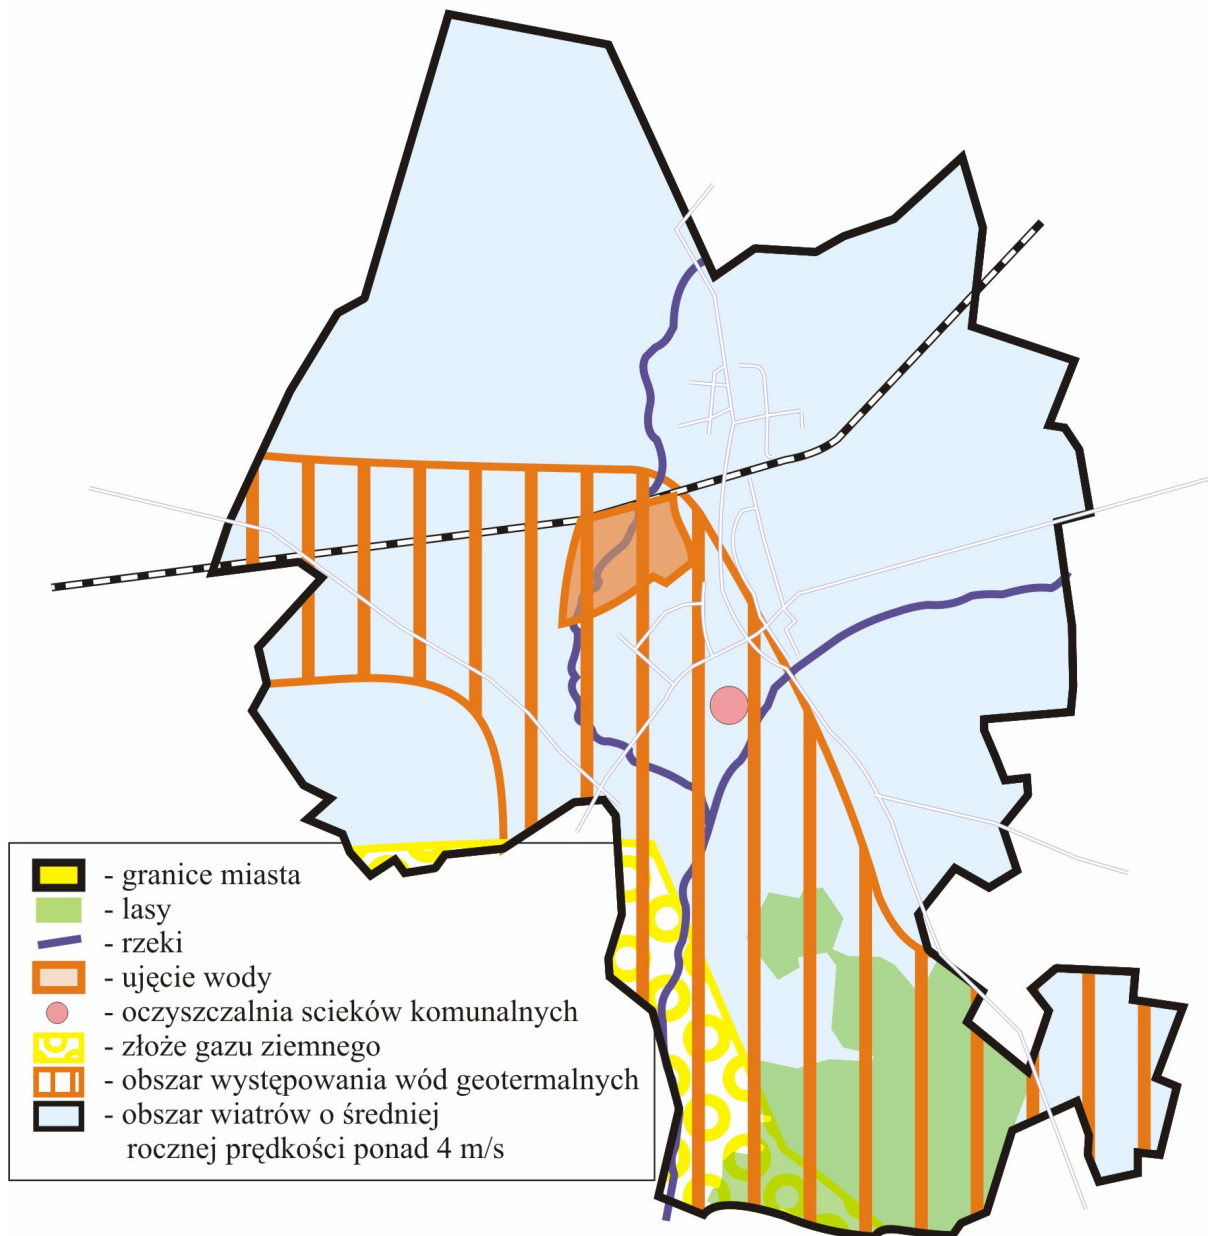 - granice miasta
- lasy
- rzeki
- ujęcie wody
- oczyszczalnia scieków komunalnych
- złoże gazu ziemnego
- obszar występowania wód geotermalnych
- obszar wiatrów o średniej
rocznej prędkości ponad 4 m/s